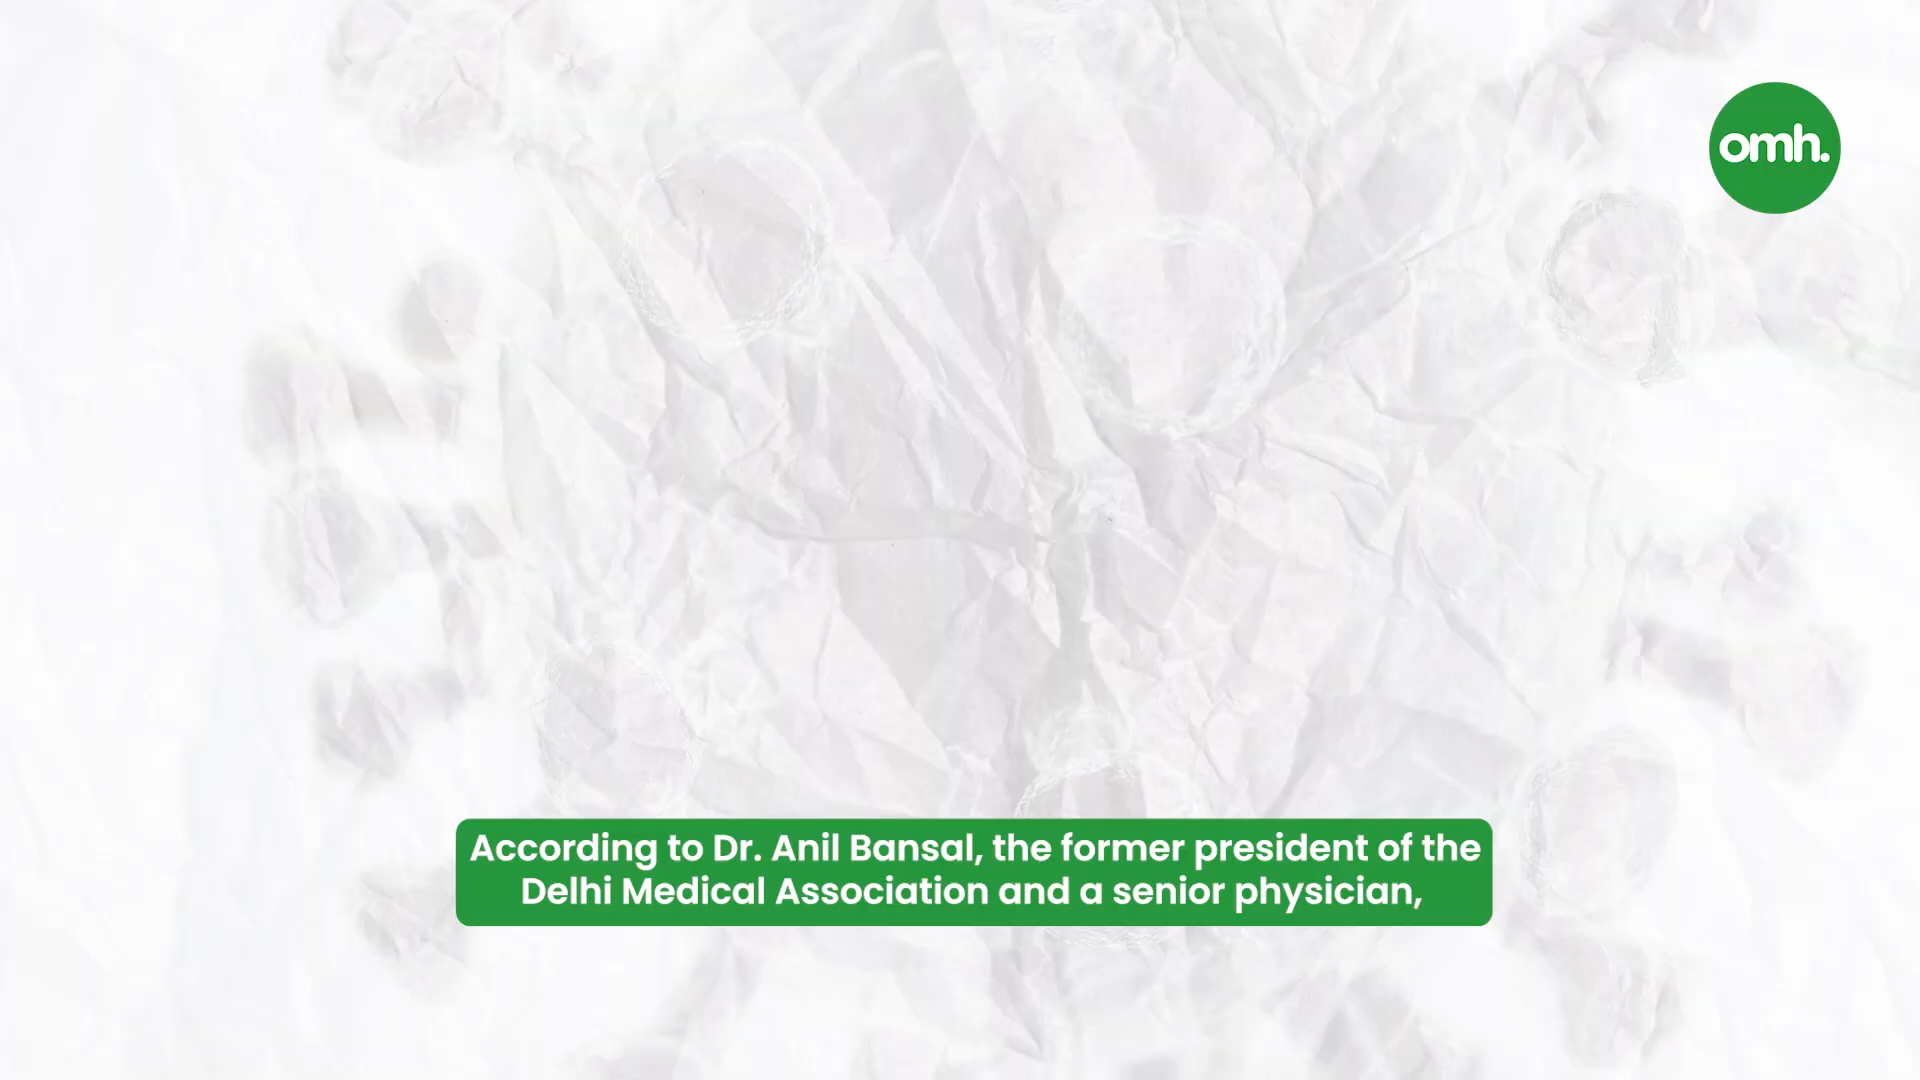 omh.
According to Dr. Anil Bansal, the former president of the
Delhi Medical Association and a senior physician,